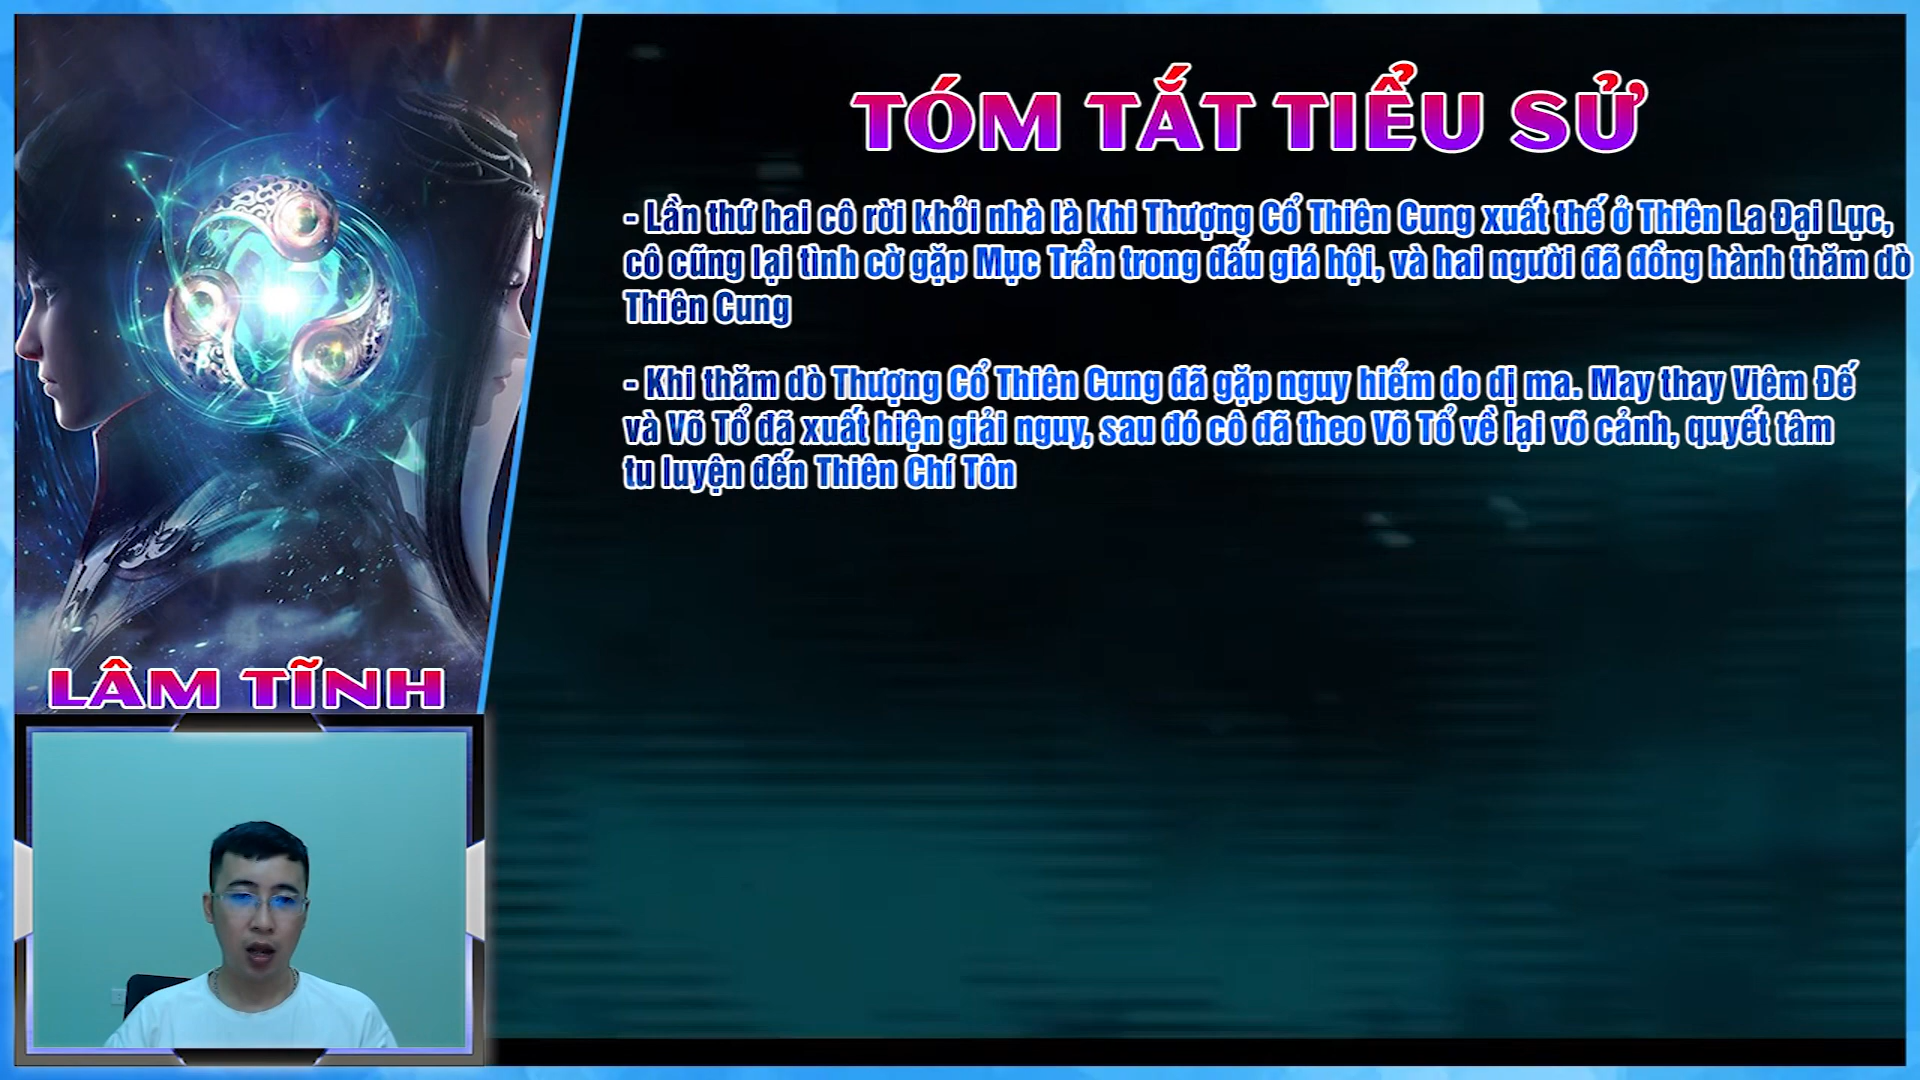 TÓM TẮT TIỂU SỬ
- Lần thứ hai cô rời khỏi nhà là khi Thượng Cổ Thiên Cung xuất thế ở Thiên La Đại Lục,
cô cũng lại tình cờ gặp Mục Trần trong đấu giá hội, và hai người đã đồng hành thăm dò
Thiên Cung
- Khi thăm dò Thượng Cổ Thiên Cung đã gặp nguy hiểm do dị ma. May thay Viêm Đế
và Võ Tổ đã xuất hiện giải nguy, sau đó cô đã theo Võ Tổ về lại võ cảnh, quyết tâm
tu luyện đến Thiên Chí Tôn
LÂM TĨNH